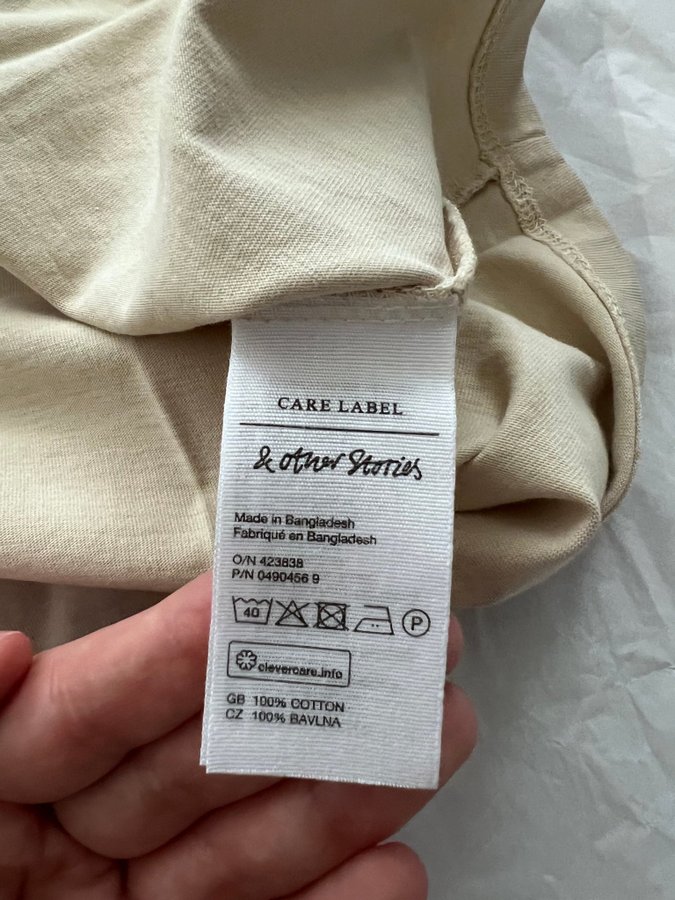 CARE LABEL
& other Stories
Made in Bangladesh
Fabriqué en Bangladesh
O/N 423838
P/N 0490456 9
40 P
clevercare.info
GB 100% COTTON
CZ 100% BAVLNA